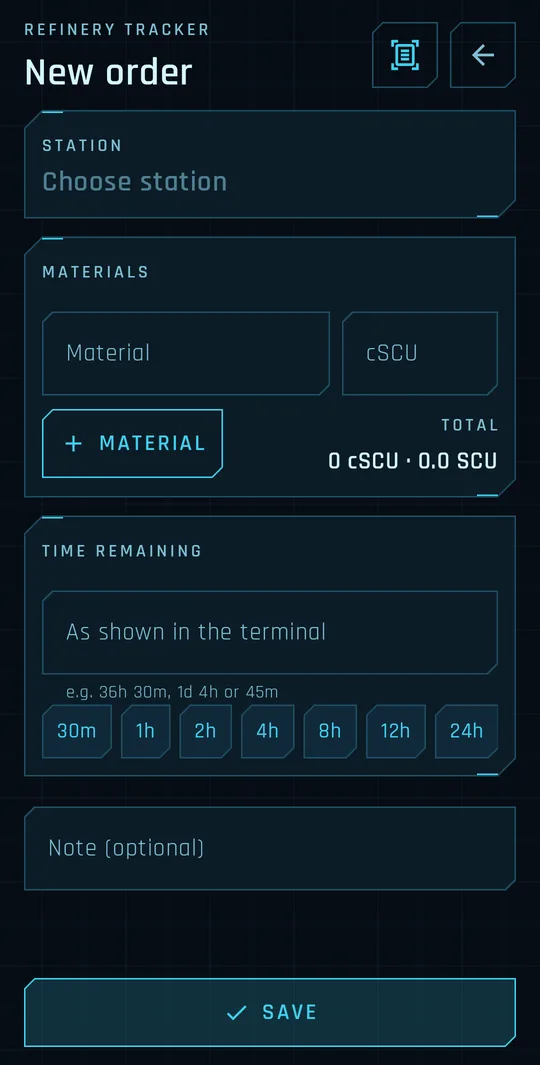 REFINERY TRACKER
New order
STATION
Choose station
MATERIALS
Material
cSCU
+ MATERIAL
TOTAL
0 cSCU · 0.0 SCU
TIME REMAINING
As shown in the terminal
e.g. 36h 30m, 1d 4h or 45m
30m 1h 2h 4h 8h 12h 24h
Note (optional)
SAVE